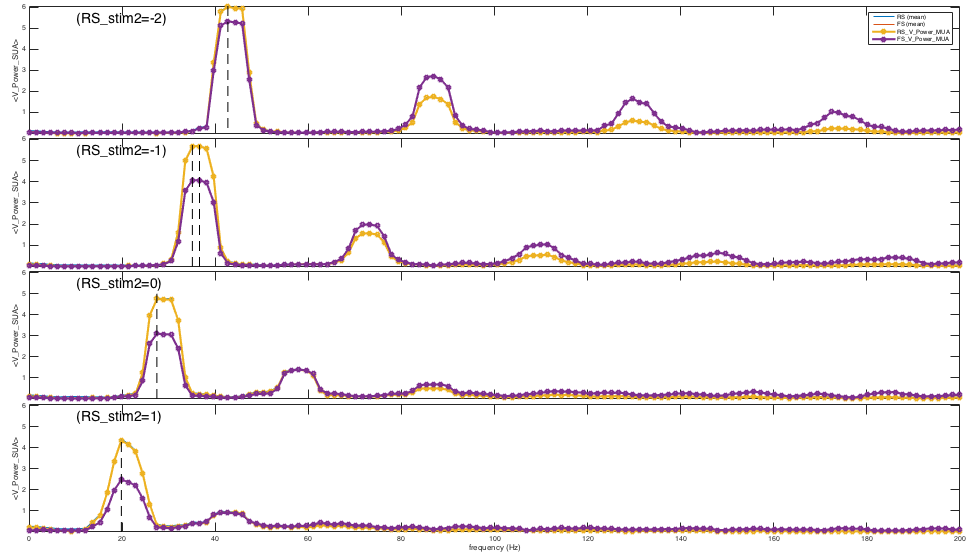 (RS_stim2=-2)
RS (mean)
FS (mean)
RS_V_Power_MUA
FS_V_Power_MUA
<V_Power_SUA>
6
5
4
3
2
1
(RS_stim2=-1)
<V_Power_SUA>
6
5
4
3
2
1
(RS_stim2=0)
<V_Power_SUA>
6
5
4
3
2
1
(RS_stim2=1)
<V_Power_SUA>
6
5
4
3
2
1
0 20 40 60 80 100 120 140 160 180 200
frequency (Hz)